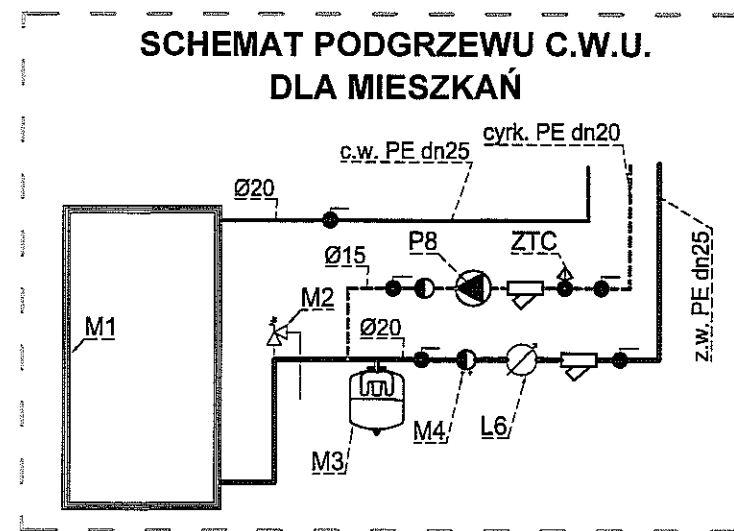 SCHEMAT PODGRZEWU C.W.U.
DLA MIESZKAŃ
cyrk. PE dn20
c.w. PE dn25
Ø20
P8
ZTC
Ø15
z.w. PE dn25
M1
M2
Ø20
M3
M4
L6